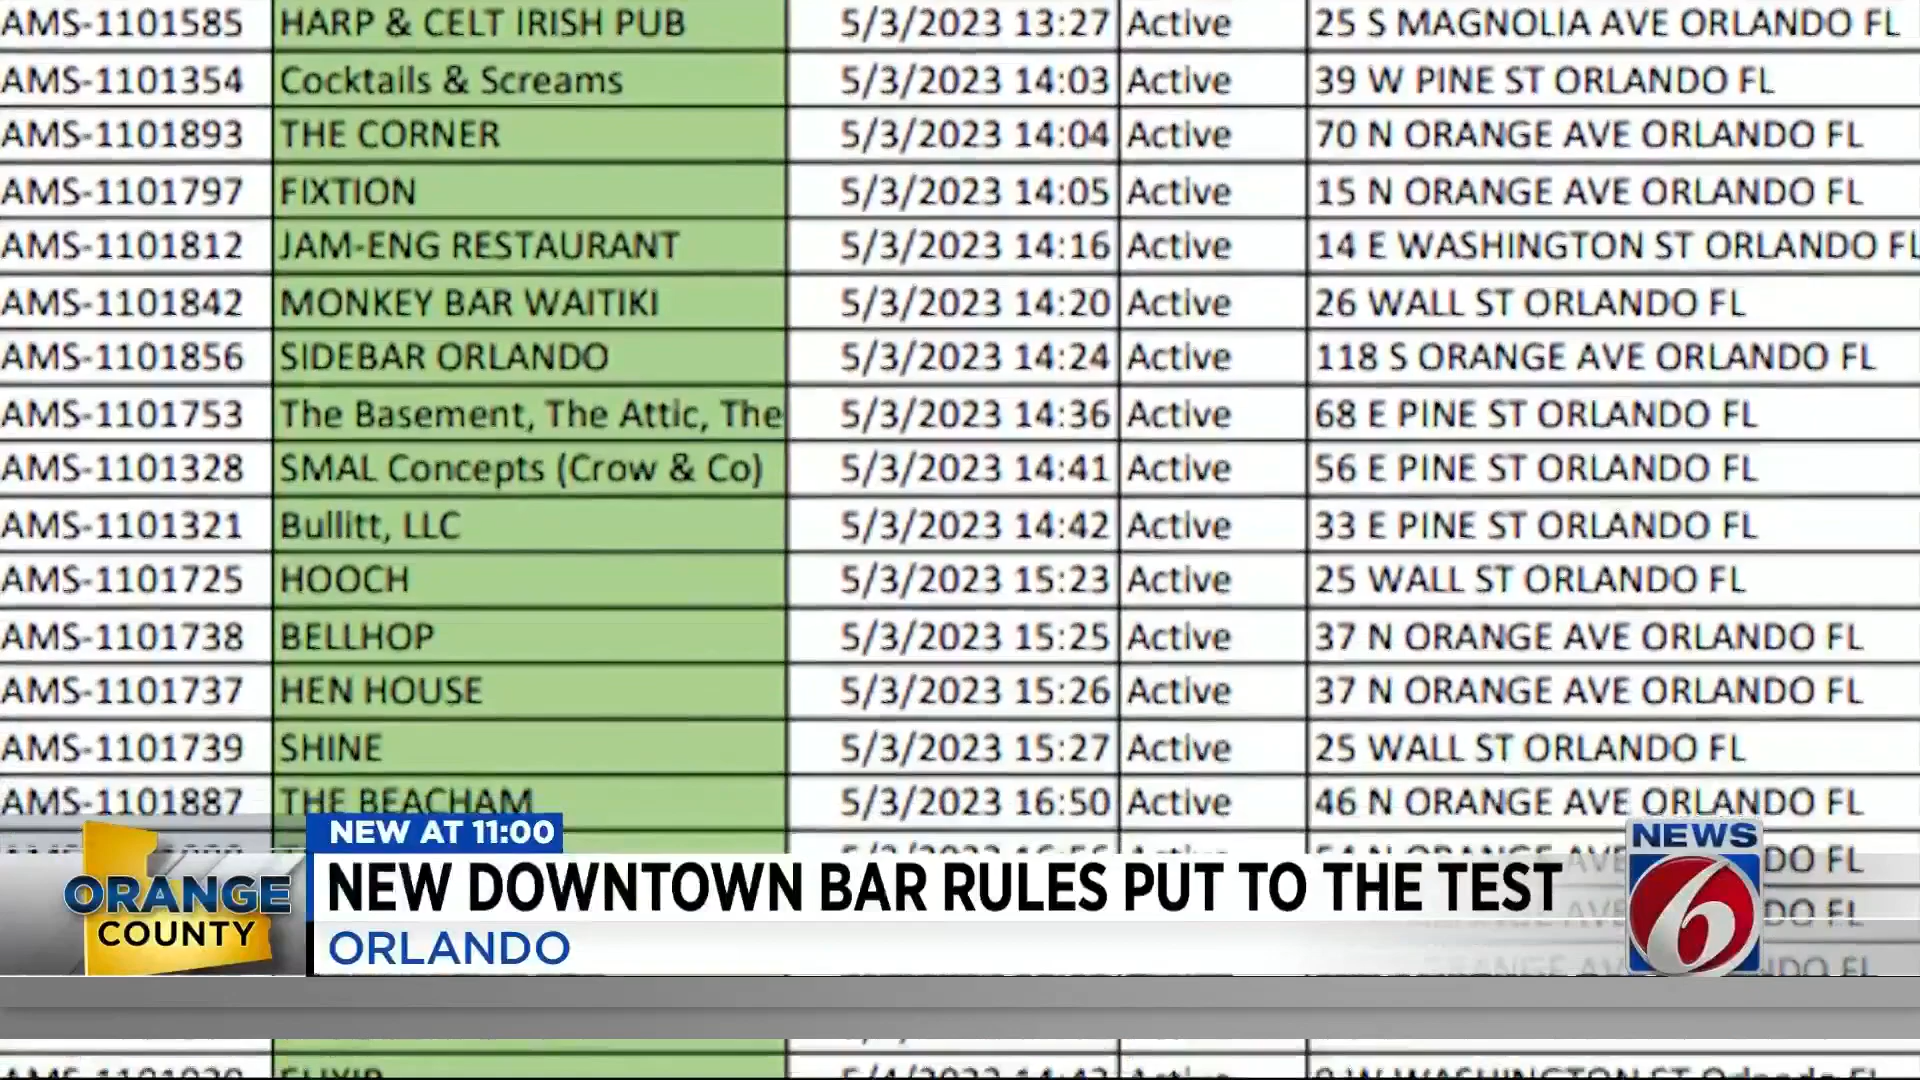 AMS-1101585 HARP & CELT IRISH PUB 5/3/2023 13:27 Active 25 S MAGNOLIA AVE ORLANDO FL
AMS-1101354 Cocktails & Screams 5/3/2023 14:03 Active 39 W PINE ST ORLANDO FL
AMS-1101893 THE CORNER 5/3/2023 14:04 Active 70 N ORANGE AVE ORLANDO FL
AMS-1101797 FIXTION 5/3/2023 14:05 Active 15 N ORANGE AVE ORLANDO FL
AMS-1101812 JAM-ENG RESTAURANT 5/3/2023 14:16 Active 14 E WASHINGTON ST ORLANDO FL
AMS-1101842 MONKEY BAR WAITIKI 5/3/2023 14:20 Active 26 WALL ST ORLANDO FL
AMS-1101856 SIDEBAR ORLANDO 5/3/2023 14:24 Active 118 S ORANGE AVE ORLANDO FL
AMS-1101753 The Basement, The Attic, The 5/3/2023 14:36 Active 68 E PINE ST ORLANDO FL
AMS-1101328 SMAL Concepts (Crow & Co) 5/3/2023 14:41 Active 56 E PINE ST ORLANDO FL
AMS-1101321 Bullitt, LLC 5/3/2023 14:42 Active 33 E PINE ST ORLANDO FL
AMS-1101725 HOOCH 5/3/2023 15:23 Active 25 WALL ST ORLANDO FL
AMS-1101738 BELLHOP 5/3/2023 15:25 Active 37 N ORANGE AVE ORLANDO FL
AMS-1101737 HEN HOUSE 5/3/2023 15:26 Active 37 N ORANGE AVE ORLANDO FL
AMS-1101739 SHINE 5/3/2023 15:27 Active 25 WALL ST ORLANDO FL
AMS-1101887 THE BEACHAM 5/3/2023 16:50 Active 46 N ORANGE AVE ORLANDO FL
NEW AT 11:00
ORANGE
COUNTY
NEW DOWNTOWN BAR RULES PUT TO THE TEST
ORLANDO
NEWS
6